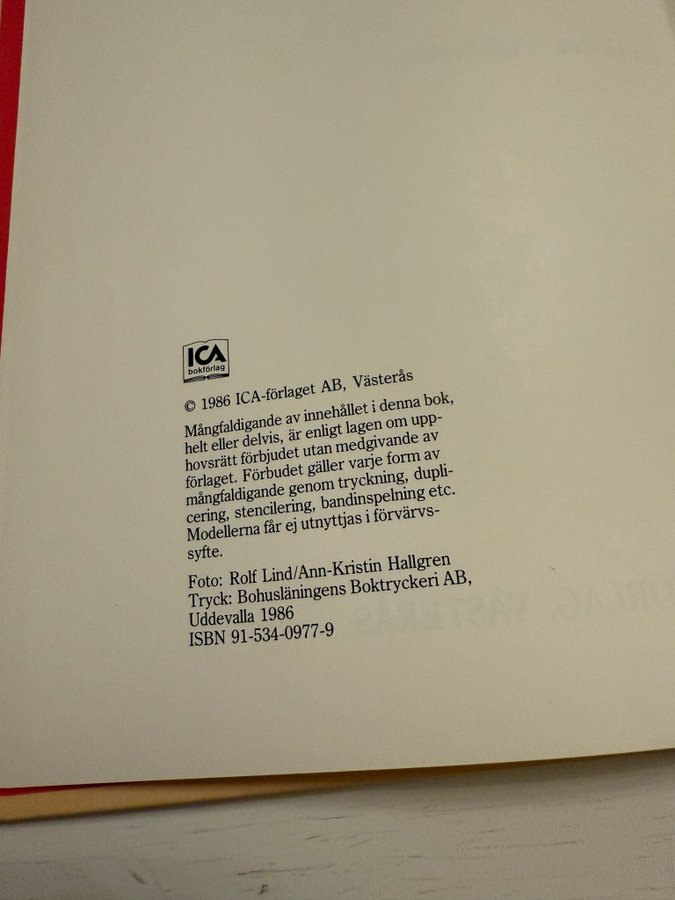 ICA
bokförlag
© 1986 ICA-förlaget AB, Västerås
Mångfaldigande av innehållet i denna bok,
helt eller delvis, är enligt lagen om upp-
hovsrätt förbjudet utan medgivande av
förlaget. Förbudet gäller varje form av
mångfaldigande genom tryckning, dupli-
cering, stencilering, bandinspelning etc.
Modellerna får ej utnyttjas i förvärvs-
syfte.
Foto: Rolf Lind/Ann-Kristin Hallgren
Tryck: Bohusläningens Boktryckeri AB,
Uddevalla 1986
ISBN 91-534-0977-9